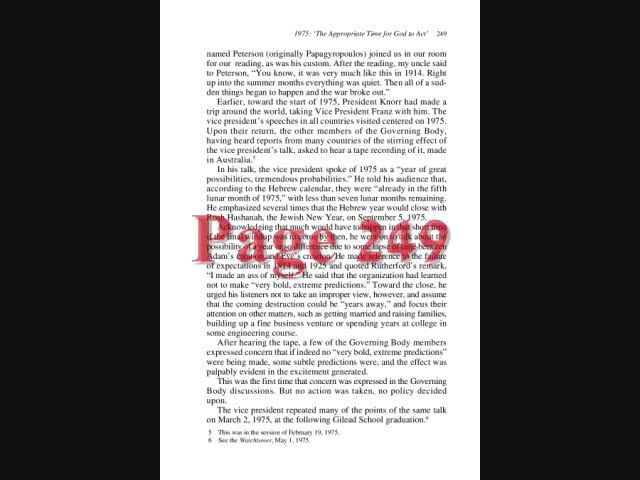 1975: ‘The Appropriate Time for God to Act’ 249
named Peterson (originally Papagyropoulos) joined us in our room
for our reading, as was his custom. After the reading, my uncle said
to Peterson, “You know, it was very much like this in 1914. Right
up into the summer months everything was quiet. Then all of a sud-
den things began to happen and the war broke out.”
Earlier, toward the start of 1975, President Knorr had made a
trip around the world, taking Vice President Franz with him. The
vice president’s speeches in all countries visited centered on 1975.
Upon their return, the other members of the Governing Body,
having heard reports from many countries of the stirring effect of
the vice president’s talk, asked to hear a tape recording of it, made
in Australia.5
In his talk, the vice president spoke of 1975 as a “year of great
possibilities, tremendous probabilities.” He told his audience that,
according to the Hebrew calendar, they were “already in the fifth
lunar month of 1975,” with less than seven lunar months remaining.
He emphasized several times that the Hebrew year would close with
Rosh Hashanah, the Jewish New Year, on September 5, 1975.
Acknowledging that much would have to happen in that short time
if the final windup was to come by then, he went on to talk about the
possibility of a year or so difference due to some lapse of time between
Adam’s creation and Eve’s creation. He made reference to the failure
of expectations in 1914 and 1925 and quoted Rutherford’s remark,
“I made an ass of myself.” He said that the organization had learned
not to make “very bold, extreme predictions.” Toward the close, he
urged his listeners not to take an improper view, however, and assume
that the coming destruction could be “years away,” and focus their
attention on other matters, such as getting married and raising families,
building up a fine business venture or spending years at college in
some engineering course.
After hearing the tape, a few of the Governing Body members
expressed concern that if indeed no “very bold, extreme predictions”
were being made, some subtle predictions were, and the effect was
palpably evident in the excitement generated.
This was the first time that concern was expressed in the Governing
Body discussions. But no action was taken, no policy decided
upon.
The vice president repeated many of the points of the same talk
on March 2, 1975, at the following Gilead School graduation.6
5 This was in the session of February 19, 1975.
6 See the Watchtower, May 1, 1975.
Page 249